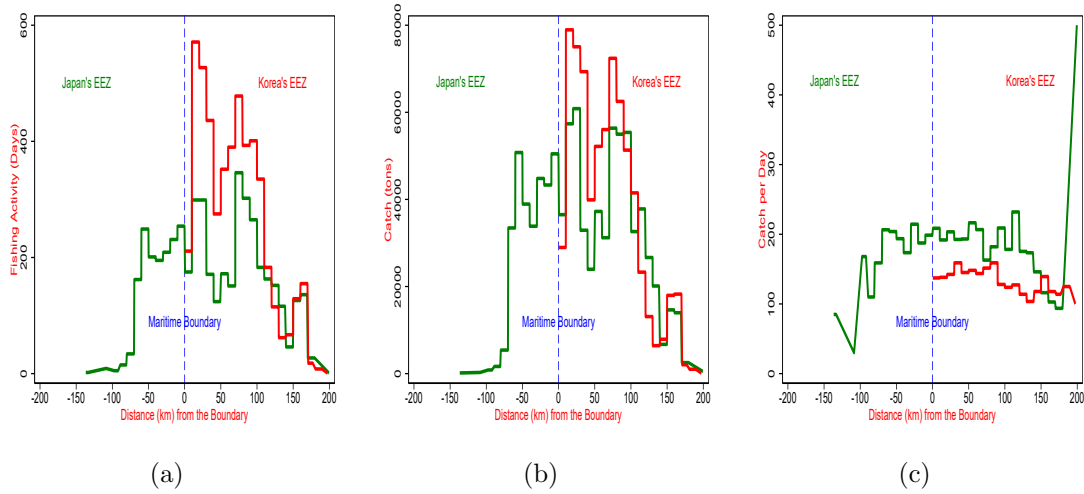 Fishing Activity (Days)
0
200
400
600
Japan's EEZ
Korea's EEZ
Maritime Boundary
-200 -150 -100 -50 0 50 100 150 200
Distance (km) from the Boundary
(a)
Catch (tons)
0
20000
40000
60000
80000
Japan's EEZ
Korea's EEZ
Maritime Boundary
-200 -150 -100 -50 0 50 100 150 200
Distance (km) from the Boundary
(b)
Catch per Day
0
100
200
300
400
500
Japan's EEZ
Korea's EEZ
Maritime Boundary
-200 -150 -100 -50 0 50 100 150 200
Distance (km) from the Boundary
(c)